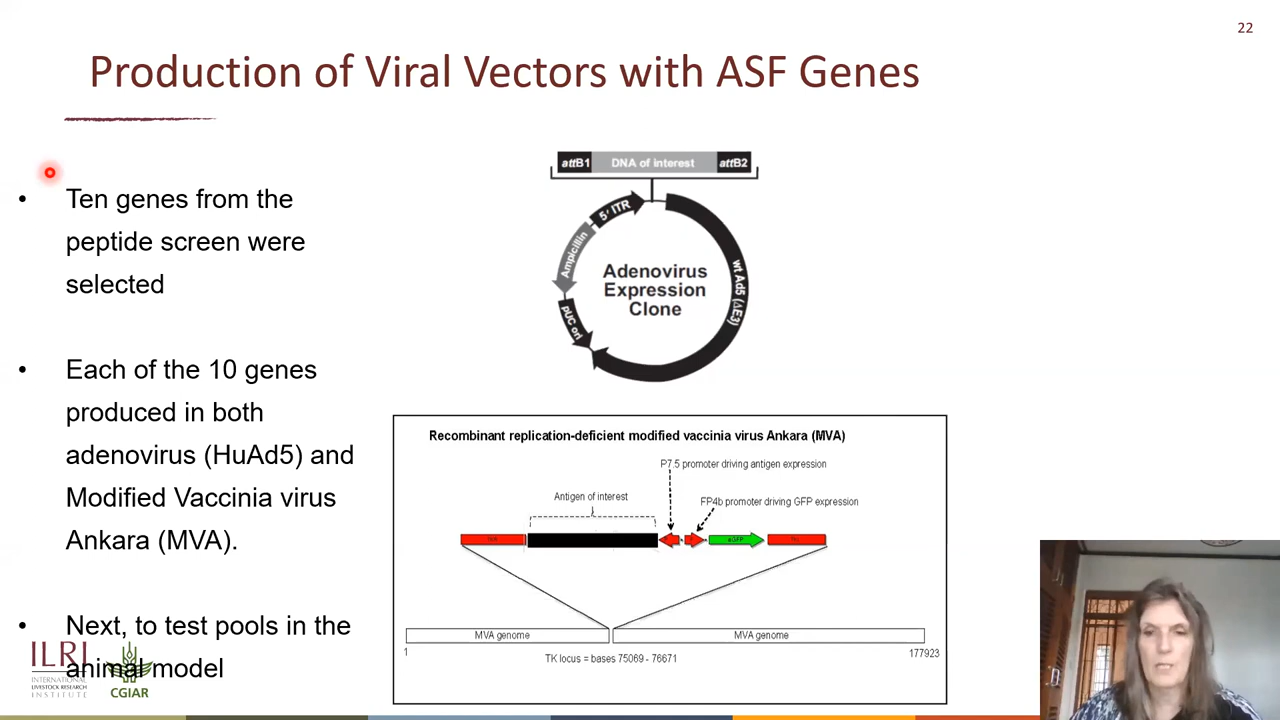 22
Production of Viral Vectors with ASF Genes
• Ten genes from the
peptide screen were
selected
• Each of the 10 genes
produced in both
adenovirus (HuAd5) and
Modified Vaccinia virus
Ankara (MVA).
• Next, to test pools in the
animal model
attB1 DNA of interest attB2
5' ITR
Ampicillin
pUC ori
wt Ad5 (ΔE3)
Adenovirus
Expression
Clone
Recombinant replication-deficient modified vaccinia virus Ankara (MVA)
P7.5 promoter driving antigen expression
Antigen of interest
FP4b promoter driving GFP expression
eGFP
MVA genome MVA genome
1
177923
TK locus = bases 75069 - 76671
ILRI
INTERNATIONAL
LIVESTOCK RESEARCH
INSTITUTE
CGIAR